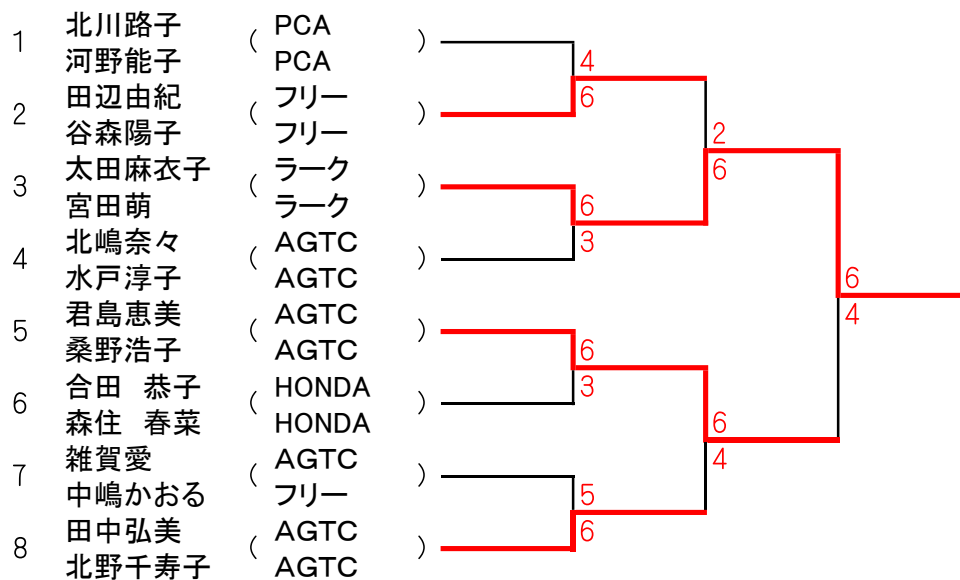 1 北川路子 ( PCA )
河野能子 PCA
4
2 田辺由紀 ( フリー )
6
谷森陽子 フリー
2
3 太田麻衣子 ( ラーク )
6
6
宮田萌 ラーク
4 北嶋奈々 ( AGTC )
3
水戸淳子 AGTC
6
5 君島恵美 ( AGTC )
4
桑野浩子 AGTC
6
6 合田 恭子 ( HONDA )
3
森住 春菜 HONDA
6
7 雑賀愛 ( AGTC )
4
中嶋かおる フリー
5
8 田中弘美 ( AGTC )
6
北野千寿子 AGTC